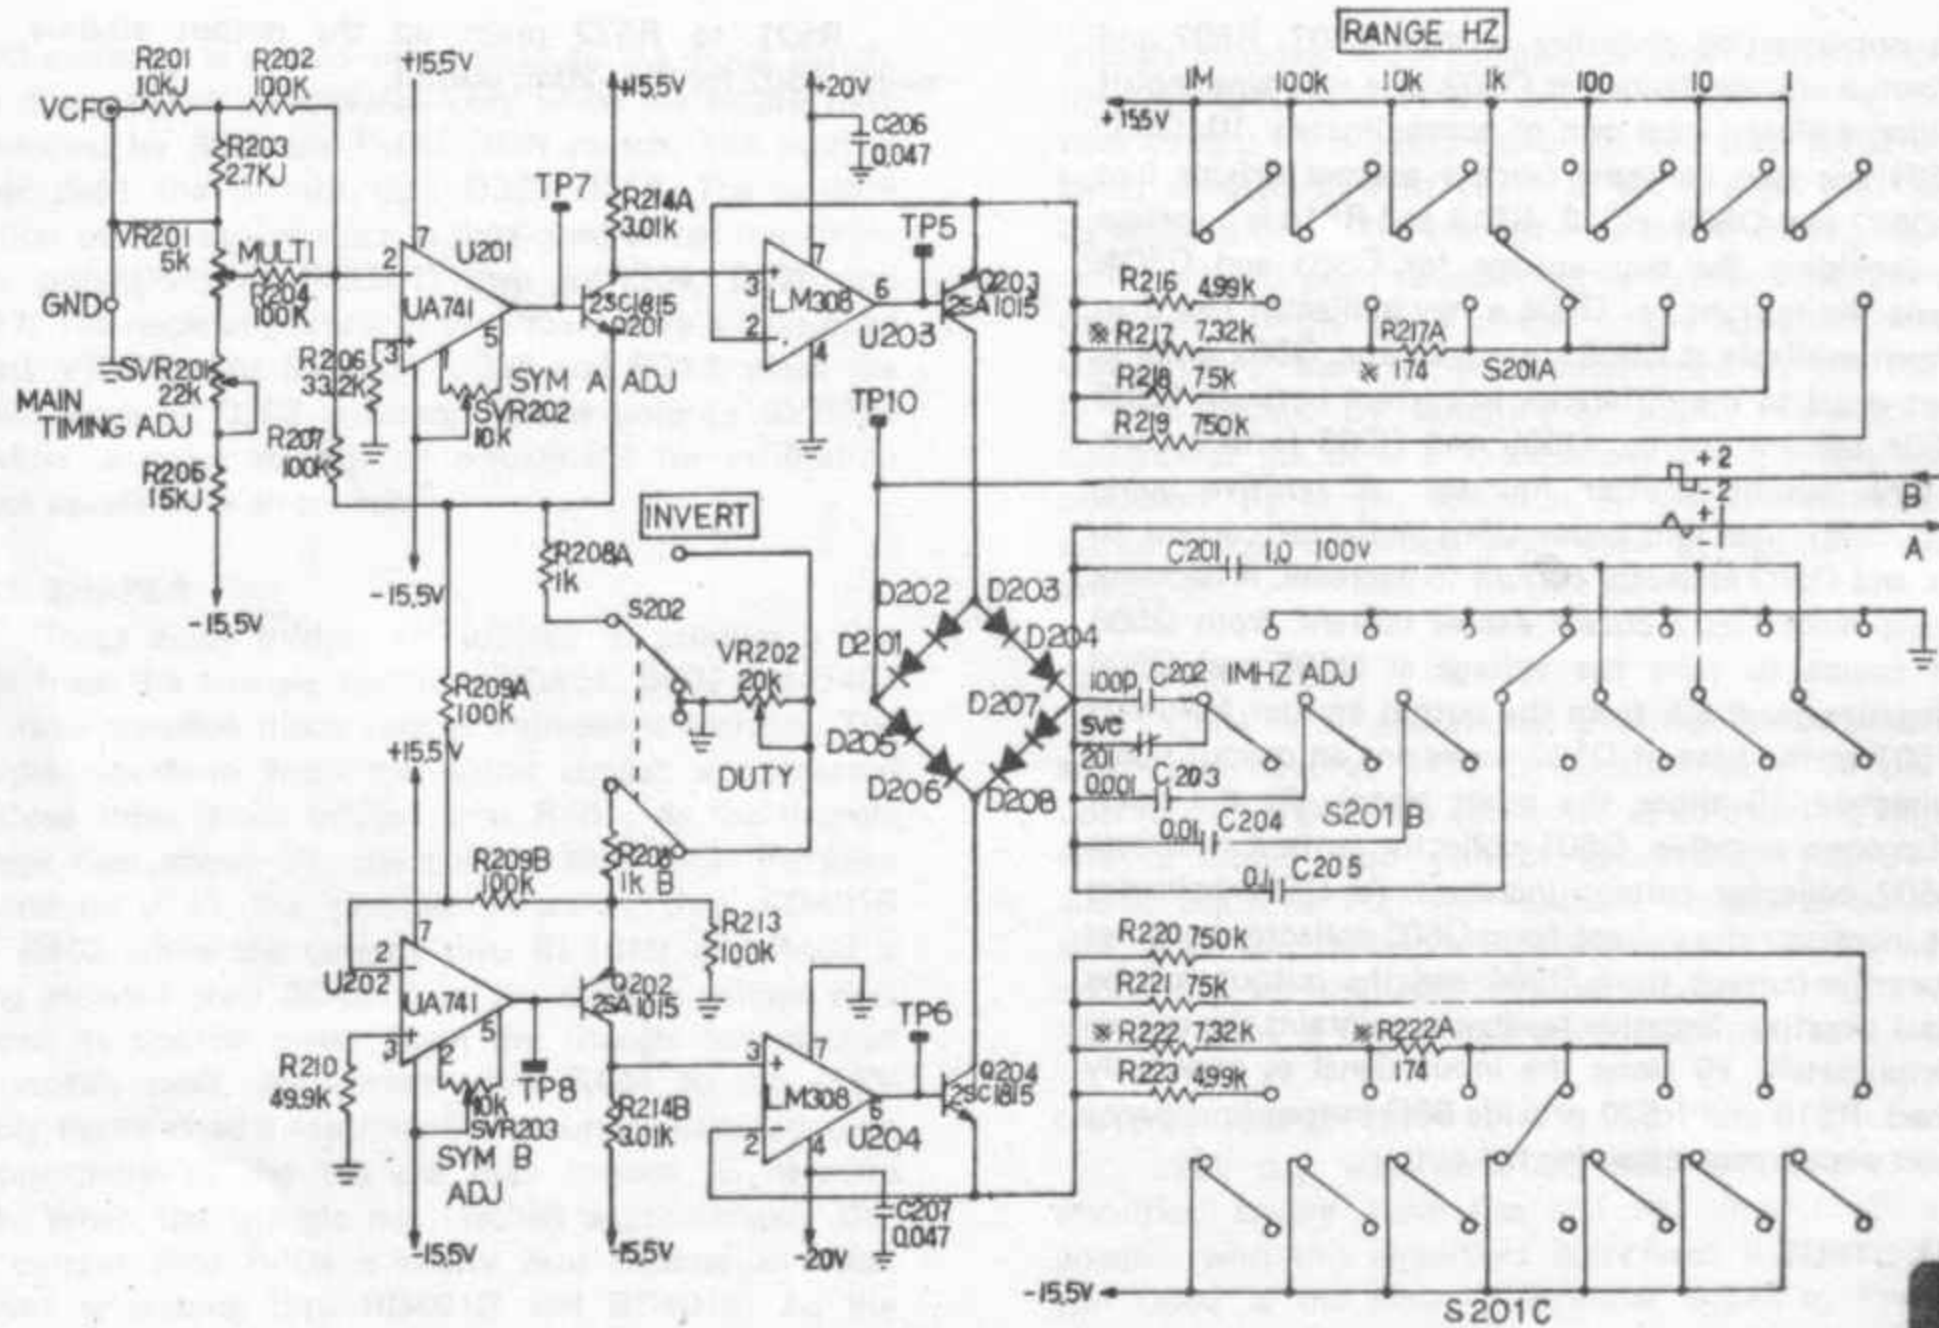 RANGE HZ
1M 100k 10k 1k 100 10 1
+15.5V
R201
10KJ
R202
100K
+15.5V
+15.5V
+20V
VCF
R203
2.7KJ
TP7
R214A
3.01K
C206
0.047
VR201
5k
MULTI
R204
100K
GND
2
7
U201
UA741
3
5
1
2SC1815
Q201
3
7
LM308
6
2
4
U203
TP5
Q203
2SA1015
R216 4.99k
※ R217 7.32k
R217A
※ 174
S201A
R218 75K
R219 750K
R206
33.2K
SYM A ADJ
SVR202
10K
SVR20K
22K
MAIN
TIMING ADJ
R207
100K
R205
15KJ
-15.5V
-15.5V
TP10
+2
-2
B
+1
A
INVERT
R208A
1k
S202
VR202
20K
DUTY
D202 D203
D201 D204
D205 D207
D206 D208
C201 1.0 100V
100P C202
1MHZ ADJ
SVC
201
0.001 C203
0.01 C204
S201B
0.1 C205
R209A
100K
+15.5V
R209B
100K
R208
1k B
R213
100K
2
7
U202
UA741
3
5
2
Q202
2SA1015
R210
49.9k
TP8
10k
SVR203
SYM B
ADJ
-15.5V
R214B
3.01K
-15.5V
3
7
LM308
6
2
4
U204
TP6
Q204
2SC1815
C207
0.047
-20V
R220 750k
R221 75K
※ R222 7.32k
※R222A
174
R223 4.99k
-15.5V
S201C